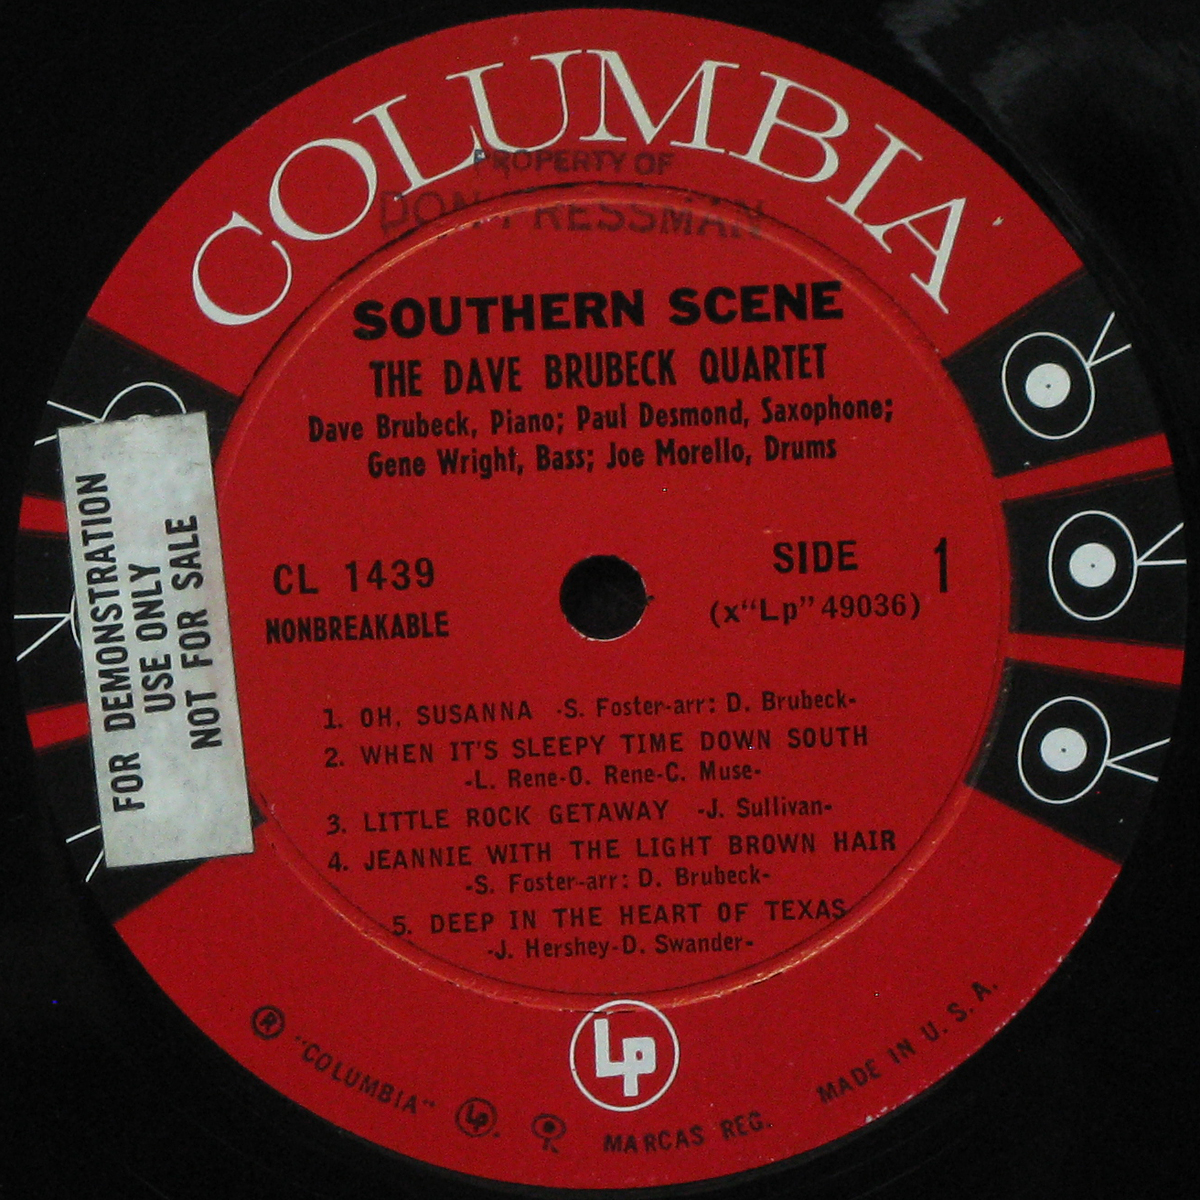 COLUMBIA
PROPERTY OF
DON PRESSMAN
SOUTHERN SCENE
THE DAVE BRUBECK QUARTET
Dave Brubeck, Piano; Paul Desmond, Saxophone;
Gene Wright, Bass; Joe Morello, Drums
CL 1439
NONBREAKABLE
SIDE 1
(x“Lp” 49036)
FOR DEMONSTRATION
USE ONLY
NOT FOR SALE
1. OH, SUSANNA -S. Foster-arr: D. Brubeck-
2. WHEN IT'S SLEEPY TIME DOWN SOUTH
-L. Rene-O. Rene-C. Muse-
3. LITTLE ROCK GETAWAY -J. Sullivan-
4. JEANNIE WITH THE LIGHT BROWN HAIR
-S. Foster-arr: D. Brubeck-
5. DEEP IN THE HEART OF TEXAS
-J. Hershey-D. Swander-
LP
® "COLUMBIA" LP. MARCAS REG. MADE IN U. S. A.